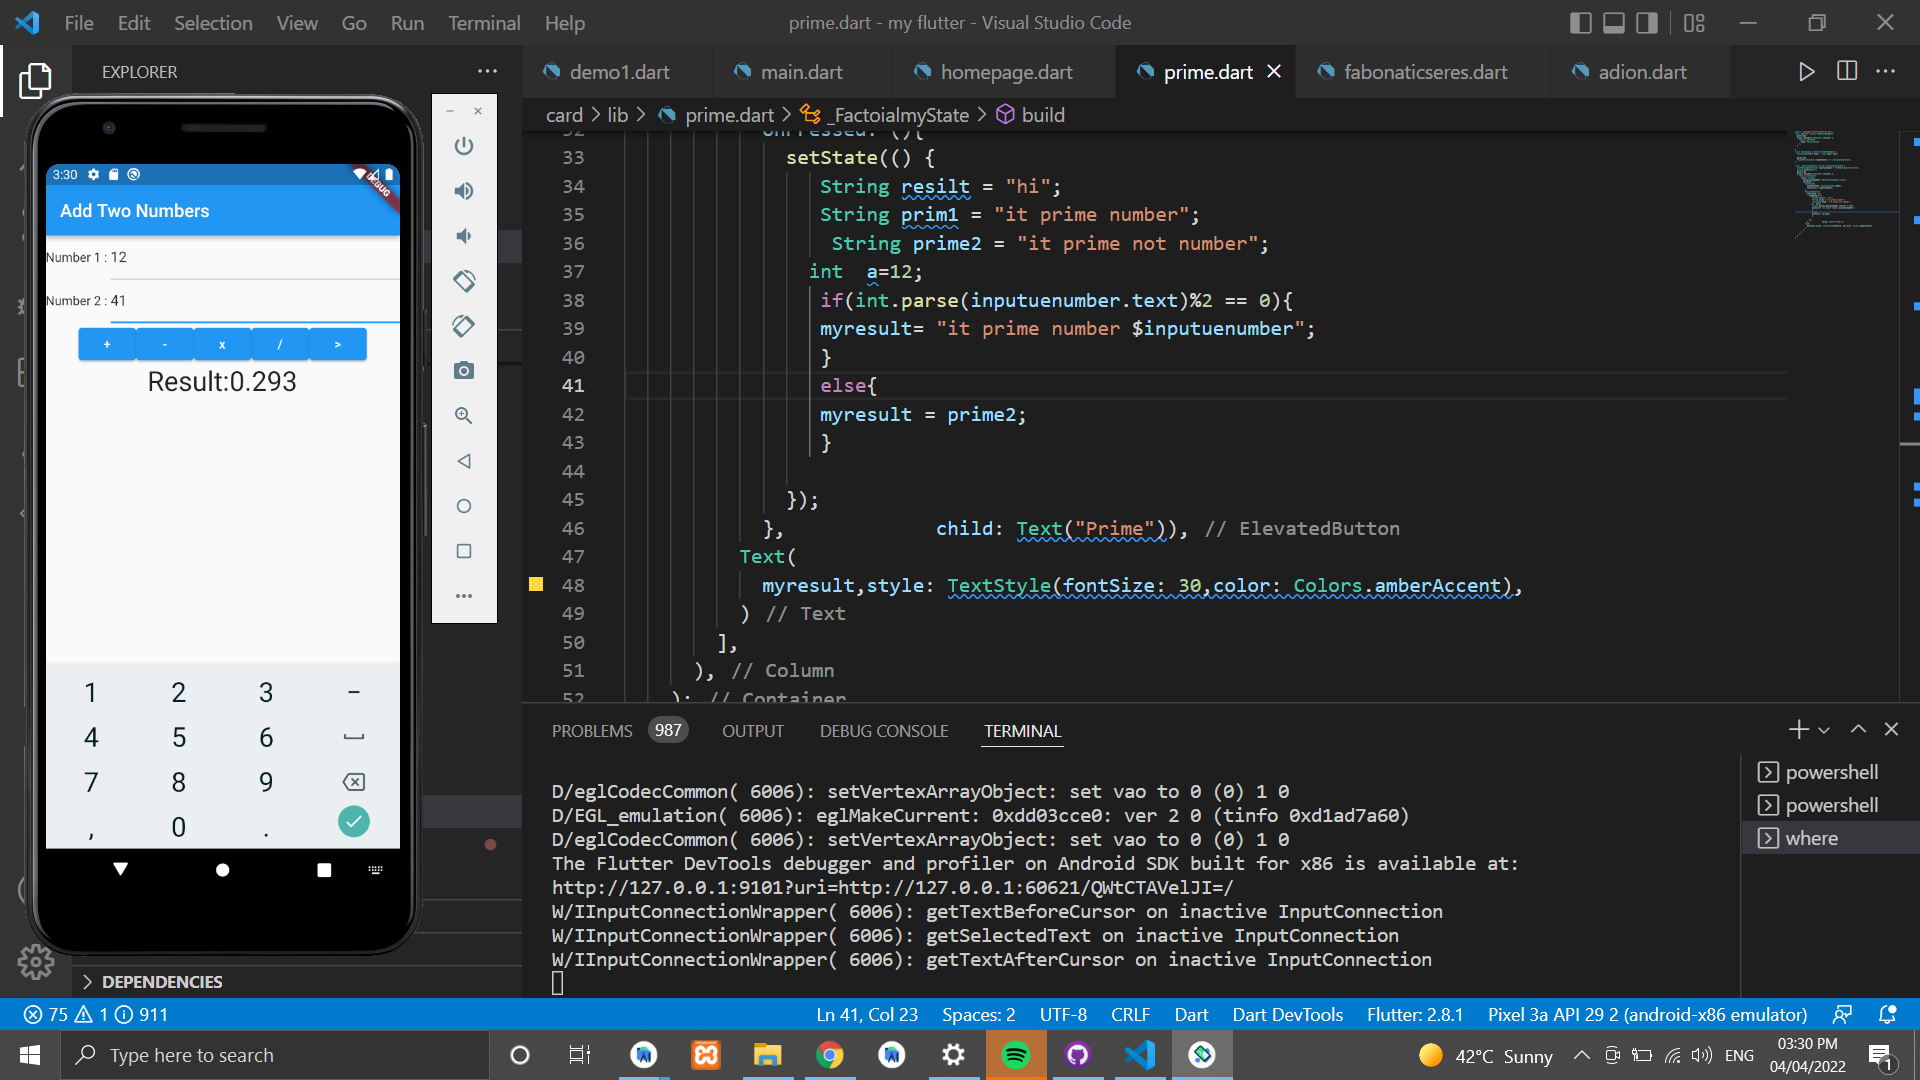 File Edit Selection View Go Run Terminal Help
prime.dart - my flutter - Visual Studio Code
EXPLORER
demo1.dart main.dart homepage.dart prime.dart fabonaticseres.dart adion.dart
card > lib > prime.dart > _FactoialmyState > build
32 onPressed: (){
33 setState(() {
34 String resilt = "hi";
35 String prim1 = "it prime number";
36 String prime2 = "it prime not number";
37 int a=12;
38 if(int.parse(inputuenumber.text)%2 == 0){
39 myresult= "it prime number $inputuenumber";
40 }
41 else{
42 myresult = prime2;
43 }
44
45 });
46 }, child: Text("Prime")), // ElevatedButton
47 Text(
48 myresult,style: TextStyle(fontSize: 30,color: Colors.amberAccent),
49 ) // Text
50 ],
51 ), // Column
52 ); // Container
3:30
DEBUG
Add Two Numbers
Number 1 : 12
Number 2 : 41
+ - x / >
Result:0.293
1 2 3 -
4 5 6
7 8 9
, 0 .
DEPENDENCIES
PROBLEMS 987 OUTPUT DEBUG CONSOLE TERMINAL
D/eglCodecCommon( 6006): setVertexArrayObject: set vao to 0 (0) 1 0
D/EGL_emulation( 6006): eglMakeCurrent: 0xdd03cce0: ver 2 0 (tinfo 0xd1ad7a60)
D/eglCodecCommon( 6006): setVertexArrayObject: set vao to 0 (0) 1 0
The Flutter DevTools debugger and profiler on Android SDK built for x86 is available at:
http://127.0.0.1:9101?uri=http://127.0.0.1:60621/QWtCTAVelJI=/
W/IInputConnectionWrapper( 6006): getTextBeforeCursor on inactive InputConnection
W/IInputConnectionWrapper( 6006): getSelectedText on inactive InputConnection
W/IInputConnectionWrapper( 6006): getTextAfterCursor on inactive InputConnection
powershell
powershell
where
75 1 911 Ln 41, Col 23 Spaces: 2 UTF-8 CRLF Dart Dart DevTools Flutter: 2.8.1 Pixel 3a API 29 2 (android-x86 emulator)
Type here to search
42°C Sunny ENG
03:30 PM
04/04/2022
1